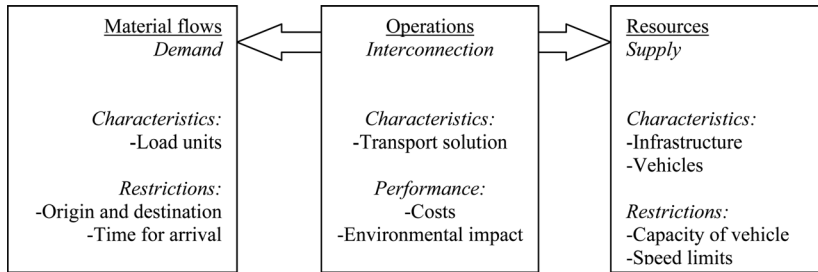 Material flows
Demand
Characteristics:
-Load units
Restrictions:
-Origin and destination
-Time for arrival
Operations
Interconnection
Characteristics:
-Transport solution
Performance:
-Costs
-Environmental impact
Resources
Supply
Characteristics:
-Infrastructure
-Vehicles
Restrictions:
-Capacity of vehicle
-Speed limits